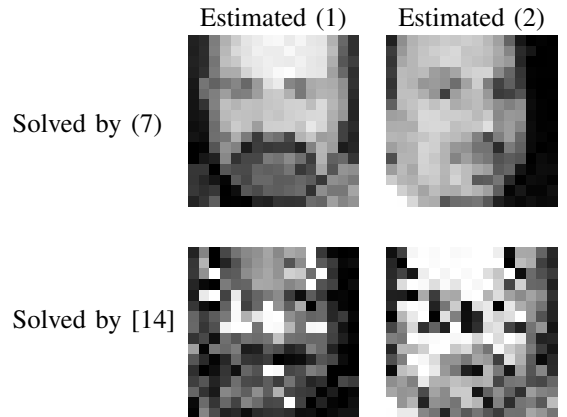 Estimated (1) Estimated (2)
Solved by (7)
Solved by [14]